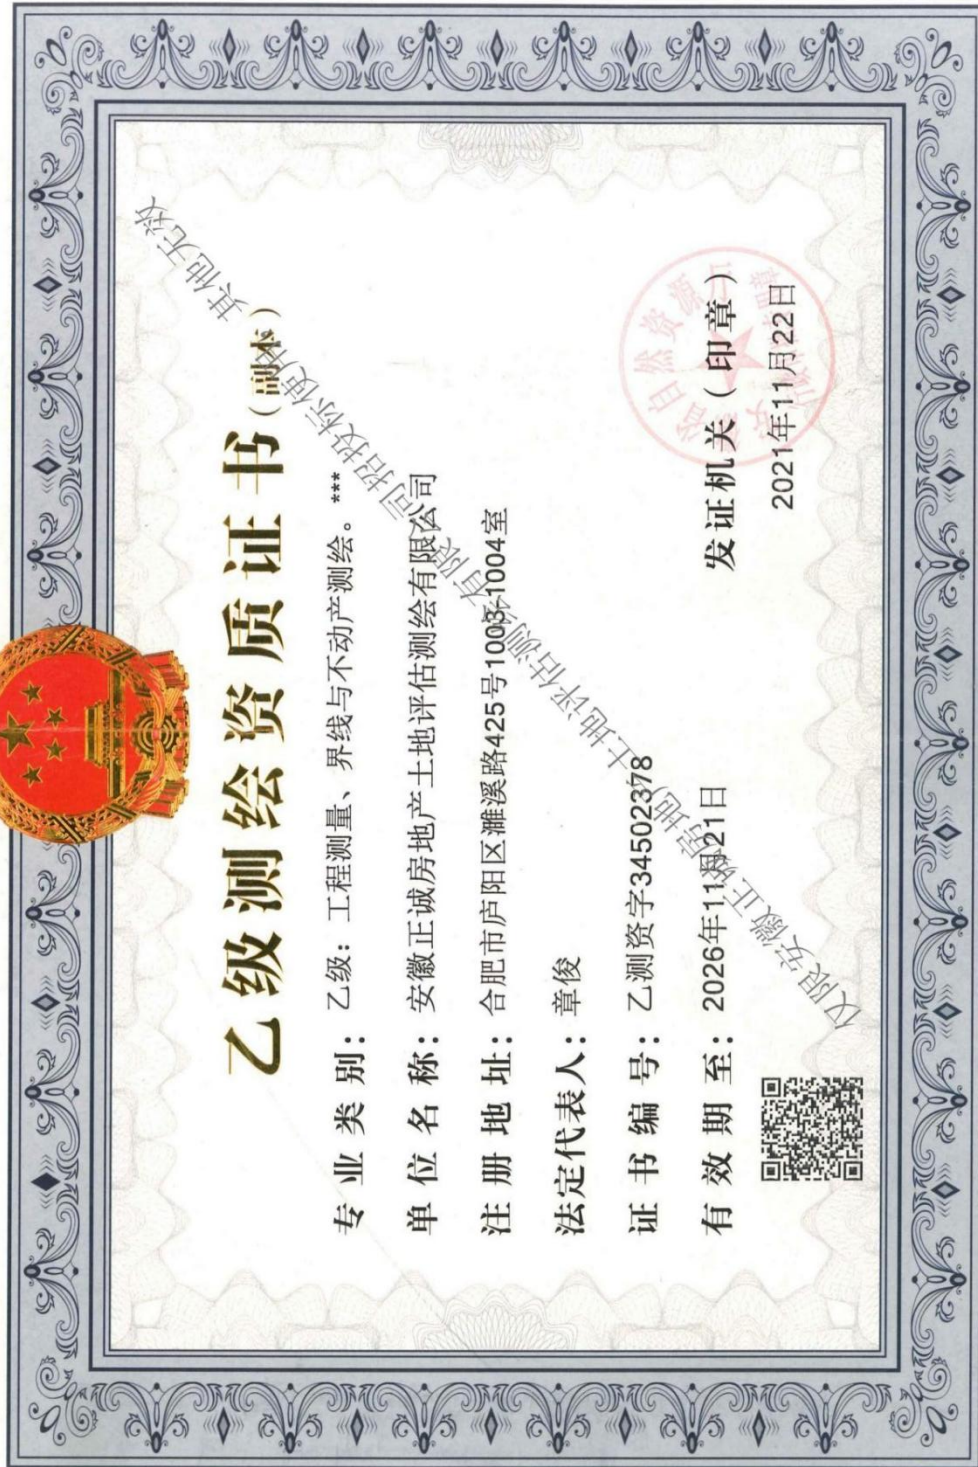 乙级测绘资质证书（副本）
专业类别：乙级：工程测量、界线与不动产测绘。***
单位名称：安徽正诚房地产土地评估测绘有限公司
注册地址：合肥市庐阳区濉溪路425号1003-1004室
法定代表人：章俊
证书编号：乙测资字34502378
有效期至：2026年11月21日
发证机关（印章）
2021年11月22日
省自然资源厅